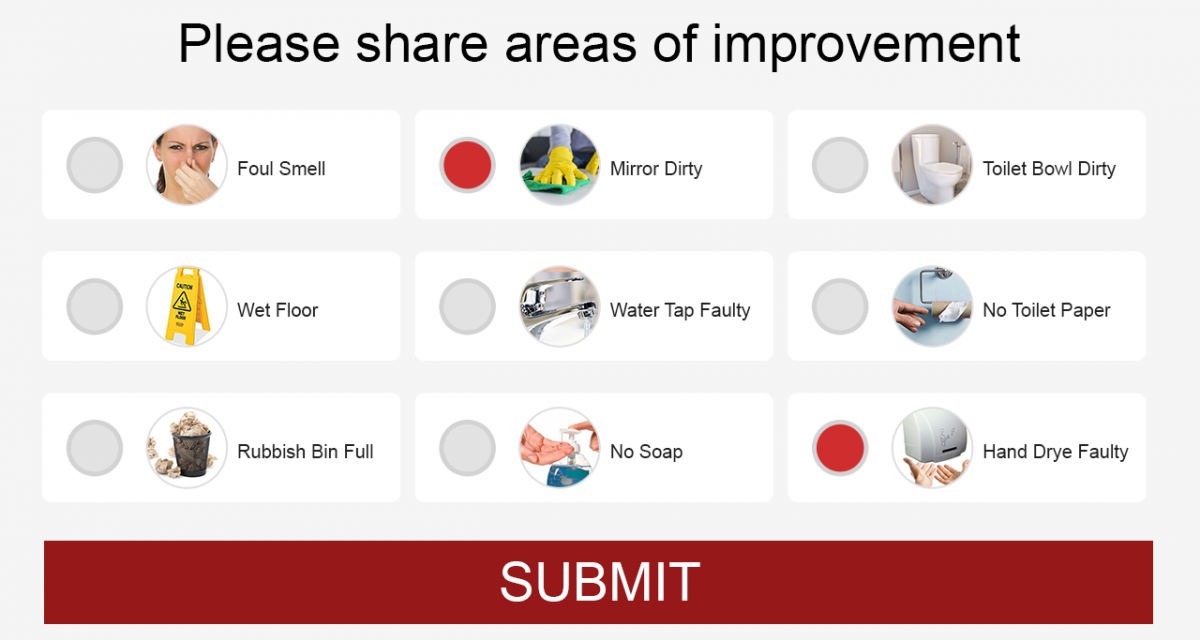 Please share areas of improvement
Foul Smell
Mirror Dirty
Toilet Bowl Dirty
CAUTION
WET
FLOOR
Wet Floor
Water Tap Faulty
No Toilet Paper
Rubbish Bin Full
No Soap
Hand Drye Faulty
SUBMIT